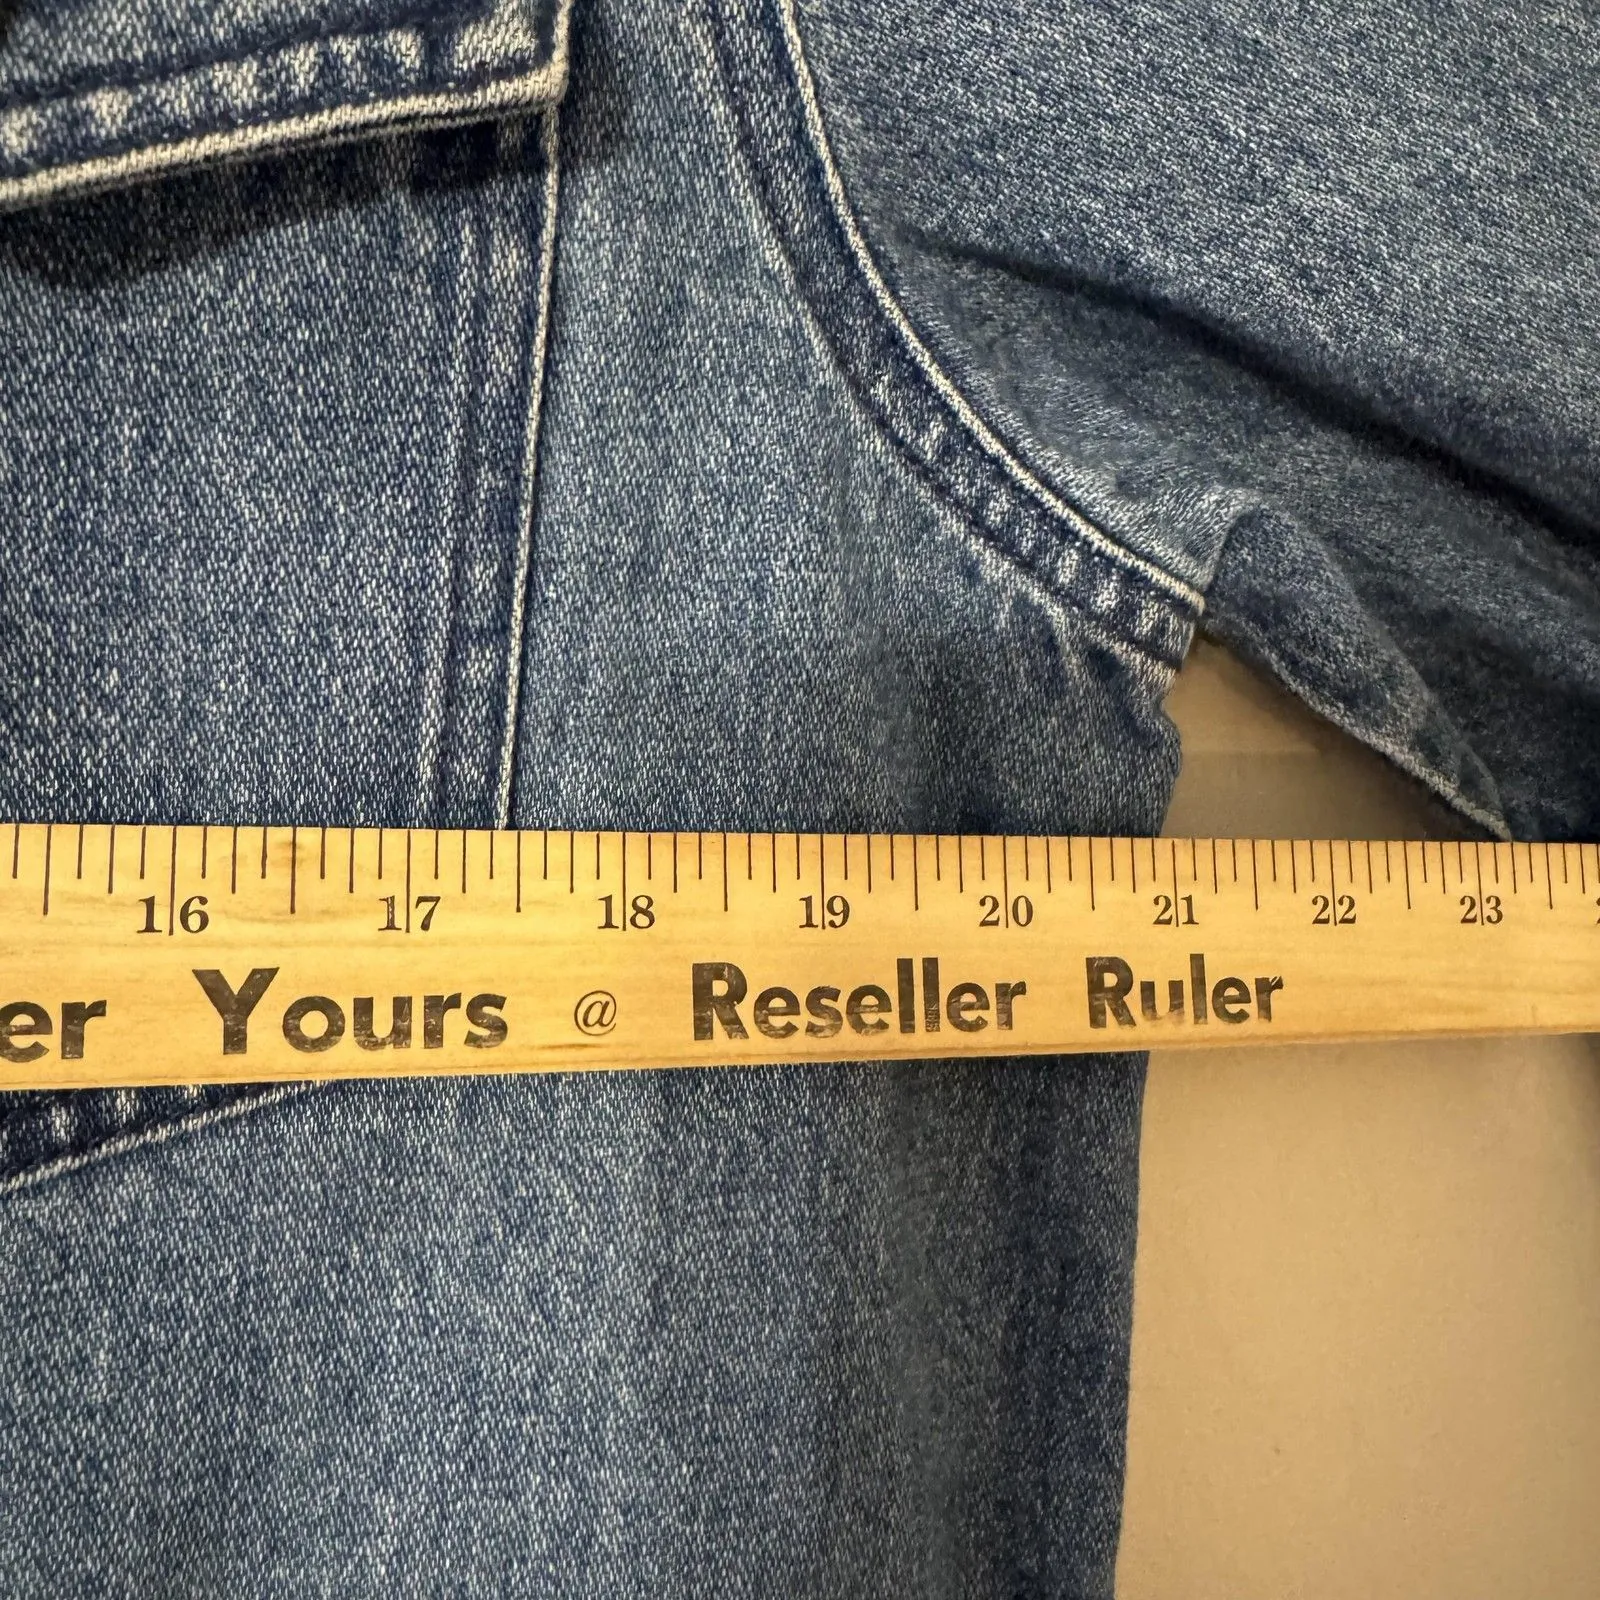 16 17 18 19 20 21 22 23
er Yours @ Reseller Ruler